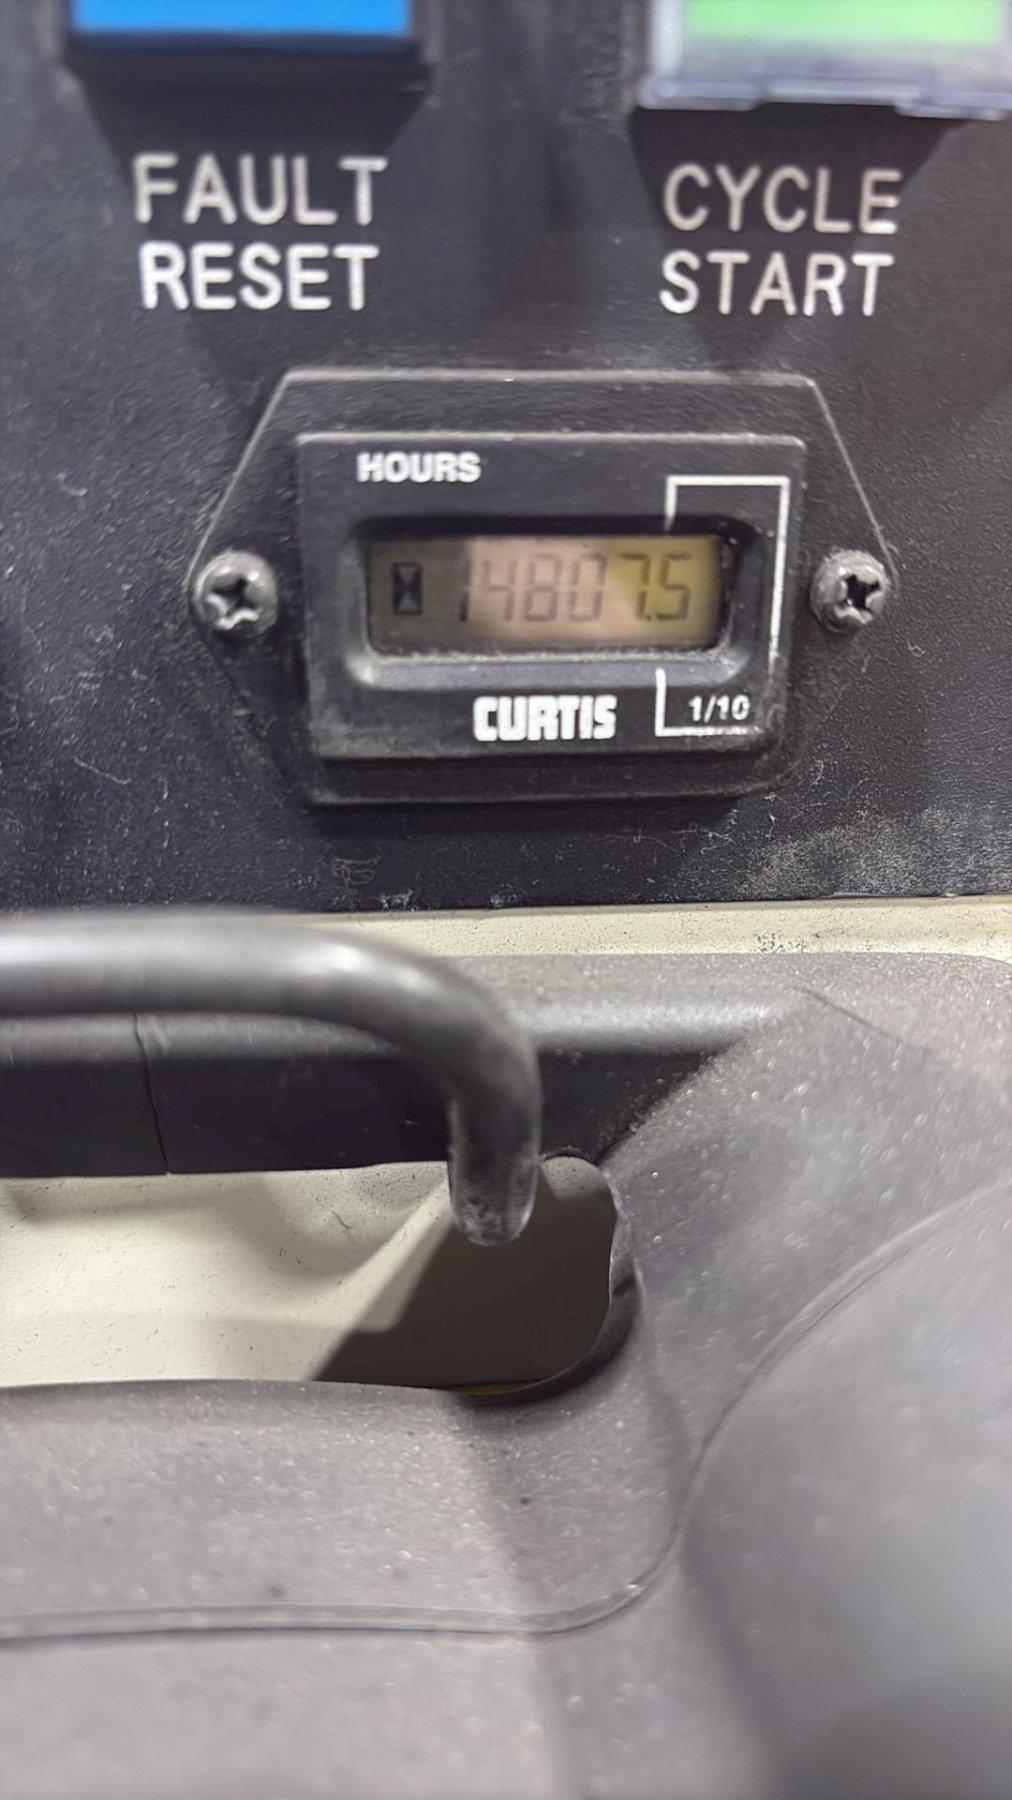 FAULT
RESET
CYCLE
START
HOURS
14807.5
CURTIS
1/10